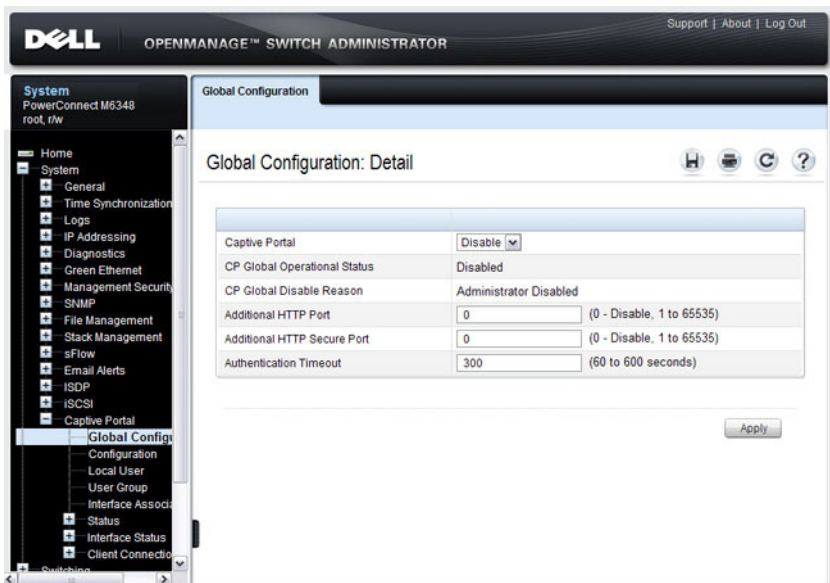 Support | About | Log Out
DELL
OPENMANAGE™ SWITCH ADMINISTRATOR
System
PowerConnect M6348
root, r/w
Global Configuration
Home
System
General
Time Synchronization
Logs
IP Addressing
Diagnostics
Green Ethernet
Management Security
SNMP
File Management
Stack Management
sFlow
Email Alerts
ISDP
iSCSI
Captive Portal
Global Configu
Configuration
Local User
User Group
Interface Associa
Status
Interface Status
Client Connectio
Switching
Global Configuration: Detail
Captive Portal Disable
CP Global Operational Status Disabled
CP Global Disable Reason Administrator Disabled
Additional HTTP Port 0 (0 - Disable, 1 to 65535)
Additional HTTP Secure Port 0 (0 - Disable, 1 to 65535)
Authentication Timeout 300 (60 to 600 seconds)
Apply